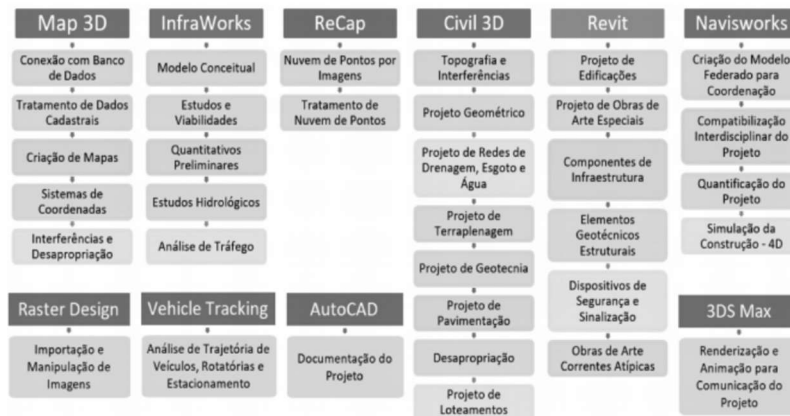 Map 3D
Conexão com Banco
de Dados
Tratamento de Dados
Cadastrais
Criação de Mapas
Sistemas de
Coordenadas
Interferências e
Desapropriação
InfraWorks
Modelo Conceitual
Estudos e
Viabilidades
Quantitativos
Preliminares
Estudos Hidrológicos
Análise de Tráfego
ReCap
Nuvem de Pontos por
Imagens
Tratamento de
Nuvem de Pontos
Civil 3D
Topografia e
Interferências
Projeto Geométrico
Projeto de Redes de
Drenagem, Esgoto e
Água
Projeto de
Terraplenagem
Projeto de Geotecnia
Projeto de
Pavimentação
Desapropriação
Projeto de
Loteamentos
Revit
Projeto de
Edificações
Projeto de Obras de
Arte Especiais
Componentes de
Infraestrutura
Elementos
Geotécnicos
Estruturais
Dispositivos de
Segurança e
Sinalização
Obras de Arte
Correntes Atípicas
Navisworks
Criação do Modelo
Federado para
Coordenação
Compatibilização
Interdisciplinar do
Projeto
Quantificação do
Projeto
Simulação da
Construção - 4D
Raster Design
Importação e
Manipulação de
Imagens
Vehicle Tracking
Análise de Trajetória de
Veículos, Rotatórias e
Estacionamento
AutoCAD
Documentação do
Projeto
3DS Max
Renderização e
Animação para
Comunicação do
Projeto